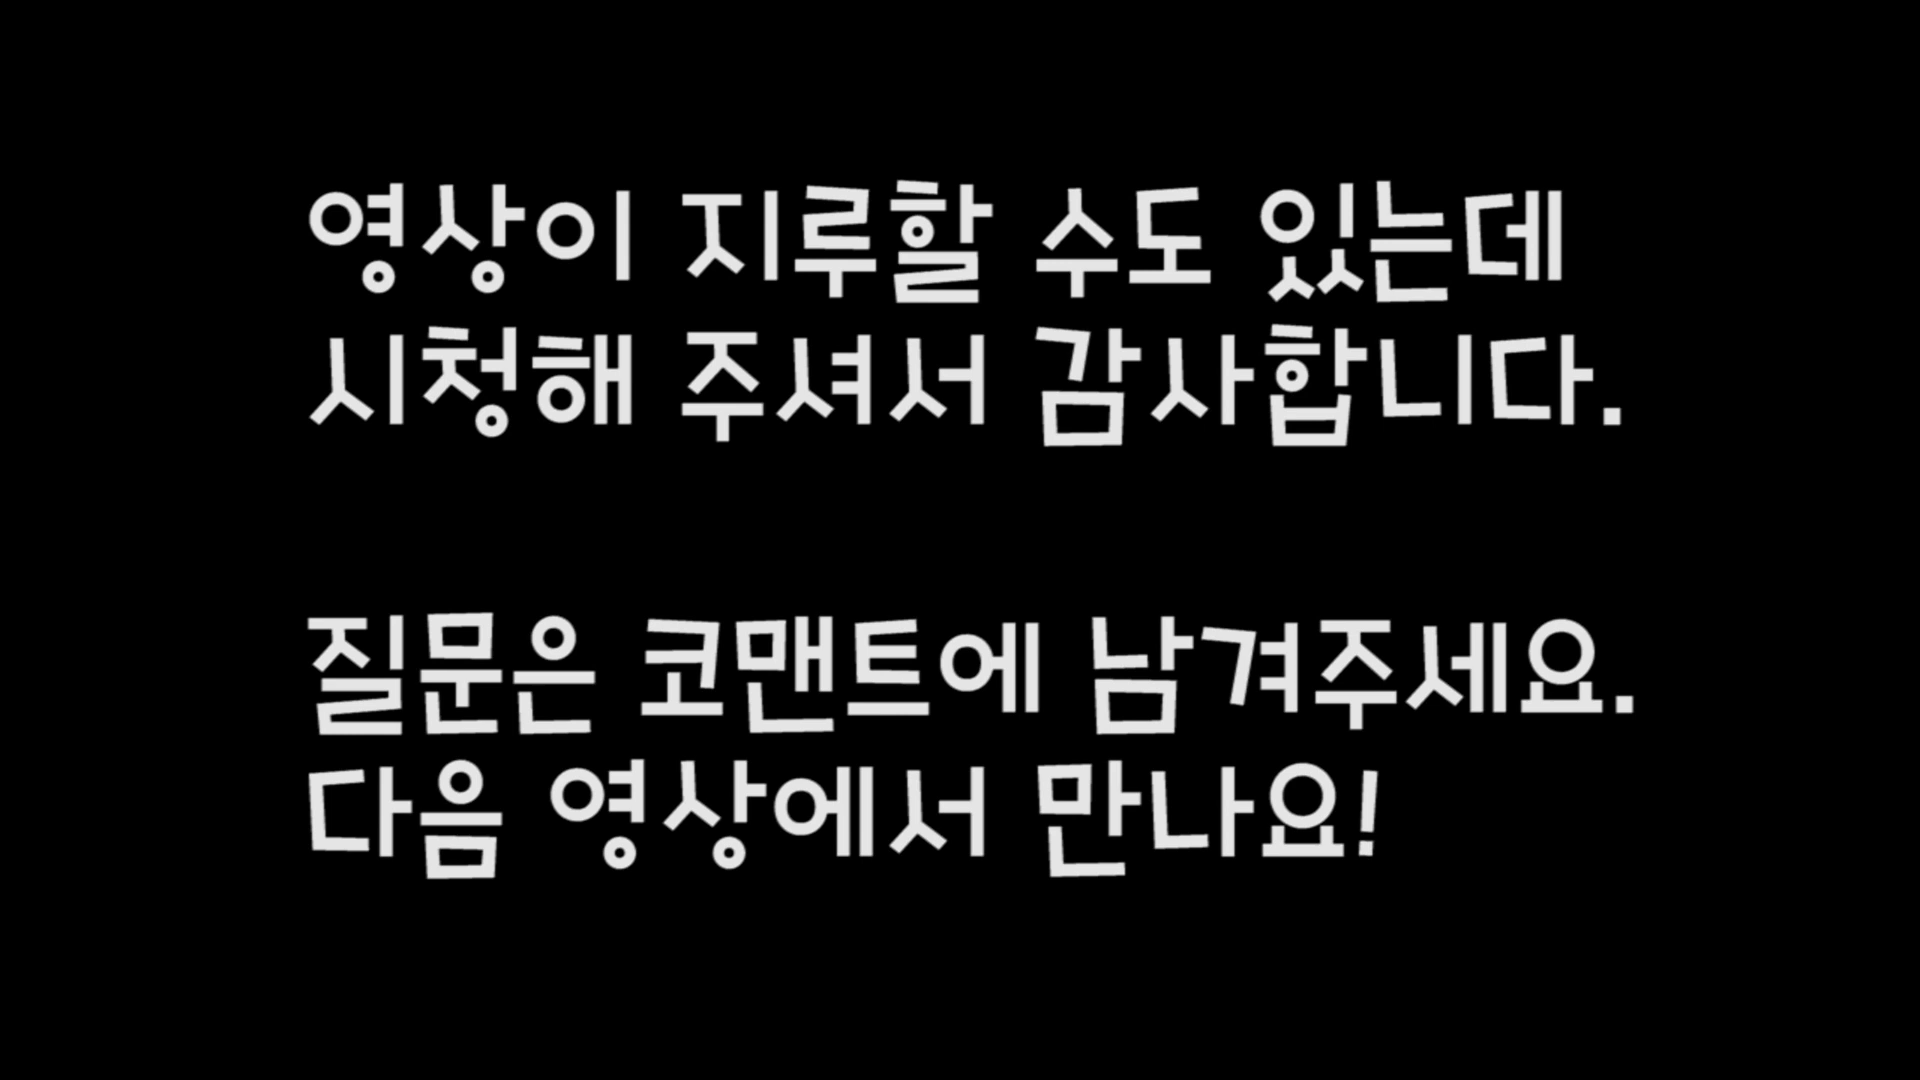 영상이 지루할 수도 있는데
시청해 주셔서 감사합니다.
질문은 코맨트에 남겨주세요.
다음 영상에서 만나요!